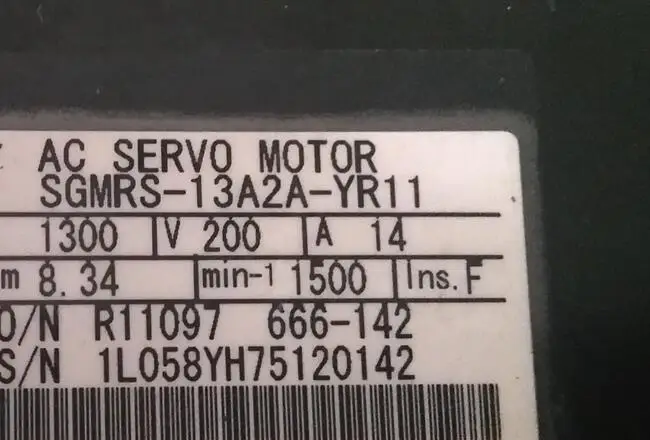 AC SERVO MOTOR
SGMRS-13A2A-YR11
1300 V 200 A 14
m 8.34 min-1 1500 Ins.F
O/N R11097 666-142
S/N 1L058YH75120142